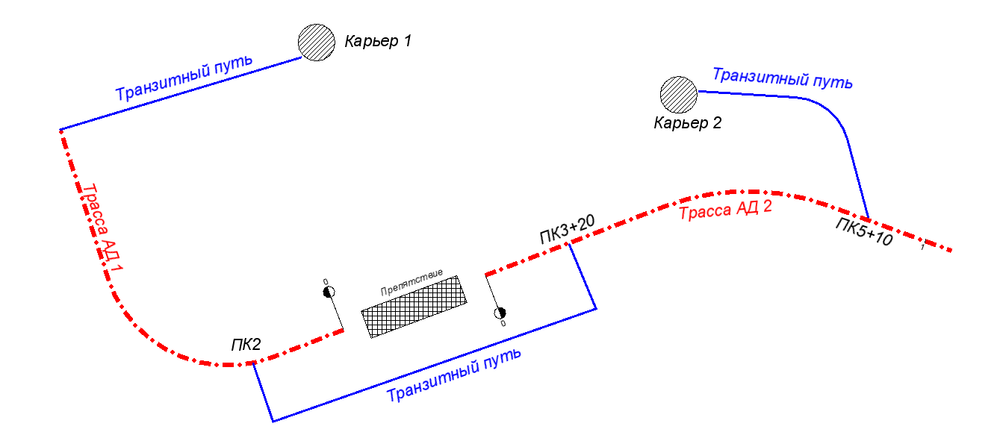 Карьер 1
Транзитный путь
Транзитный путь
Карьер 2
Трасса АД 1
Трасса АД 2
ПК3+20
ПК5+10
1
0
Препятствие
0
ПК2
Транзитный путь